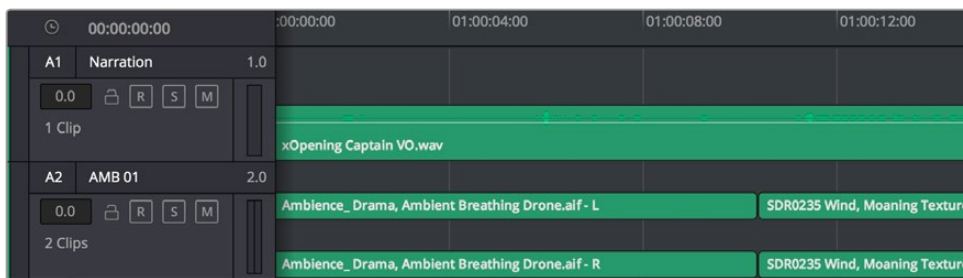 00:00:00:00 :00:00:00 01:00:04:00 01:00:08:00 01:00:12:00
A1 Narration 1.0
0.0 R S M
1 Clip
xOpening Captain VO.wav
A2 AMB 01 2.0
0.0 R S M
Ambience_ Drama, Ambient Breathing Drone.aif - L SDR0235 Wind, Moaning Textur
2 Clips
Ambience_ Drama, Ambient Breathing Drone.aif - R SDR0235 Wind, Moaning Textur